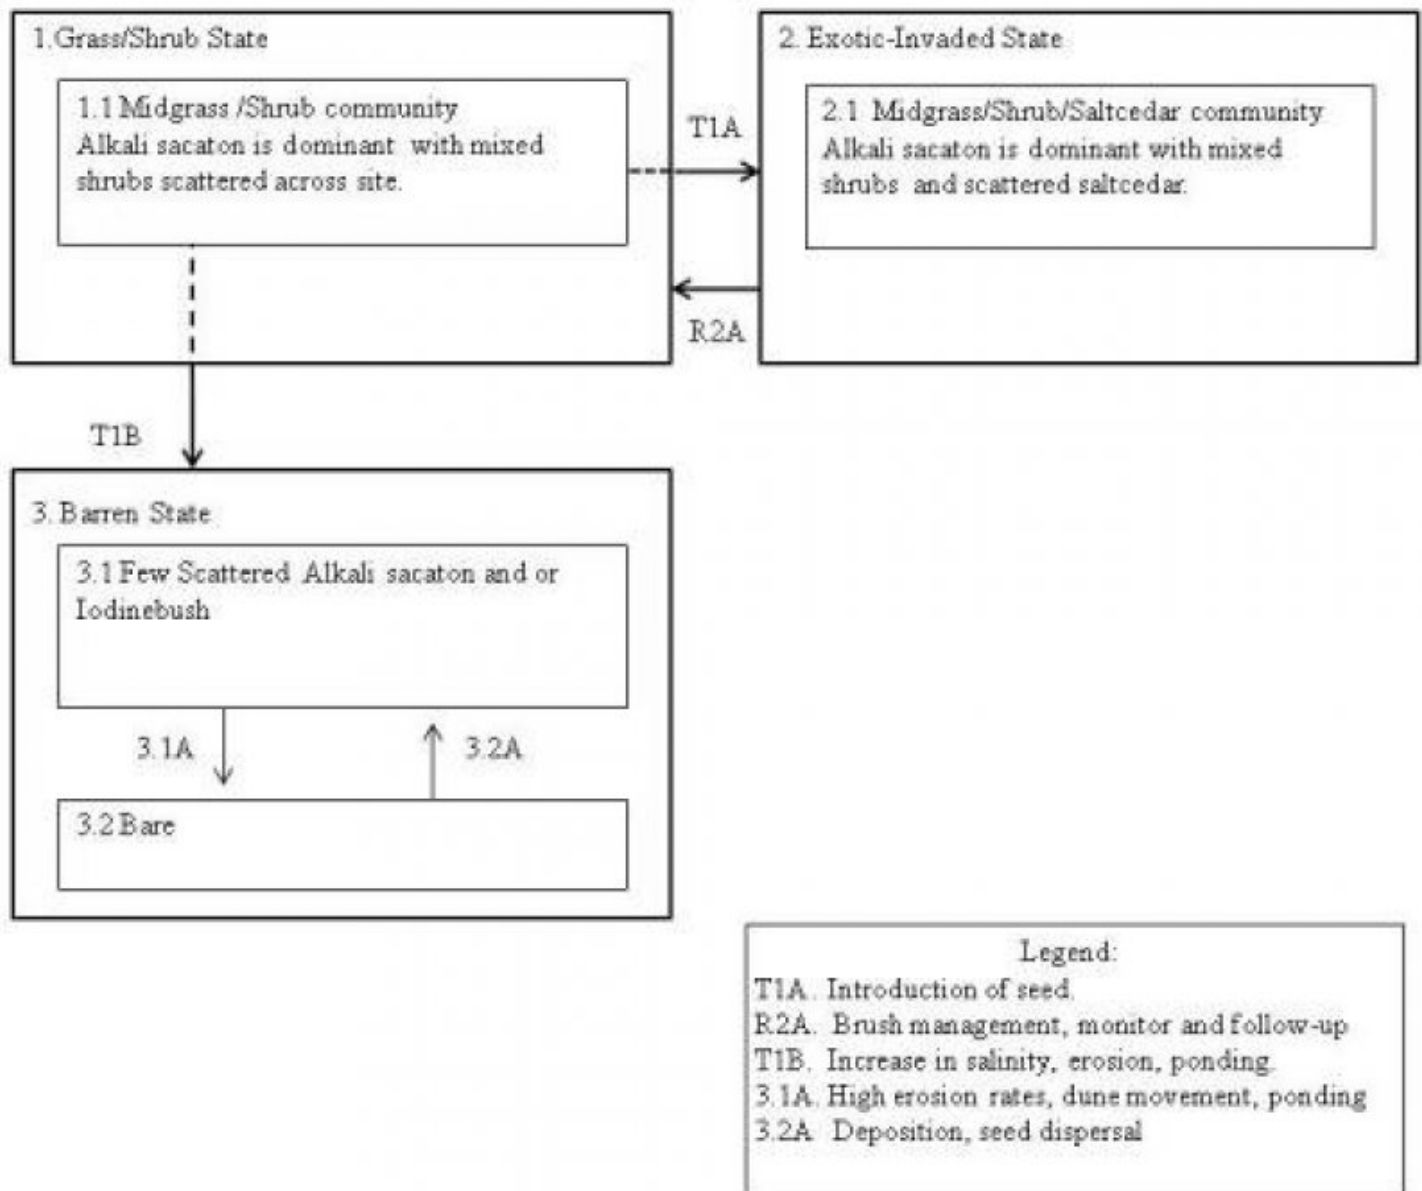 1.Grass/Shrub State
1.1 Midgrass /Shrub community
Alkali sacaton is dominant with mixed
shrubs scattered across site.
T1A
R2A
2. Exotic-Invaded State
2.1 Midgrass/Shrub/Saltcedar community
Alkali sacaton is dominant with mixed
shrubs and scattered saltcedar.
T1B
3. Barren State
3.1 Few Scattered Alkali sacaton and or
Iodinebush
3.1A
3.2A
3.2 Bare
Legend:
T1A. Introduction of seed.
R2A. Brush management, monitor and follow-up
T1B. Increase in salinity, erosion, ponding.
3.1A. High erosion rates, dune movement, ponding
3.2A Deposition, seed dispersal